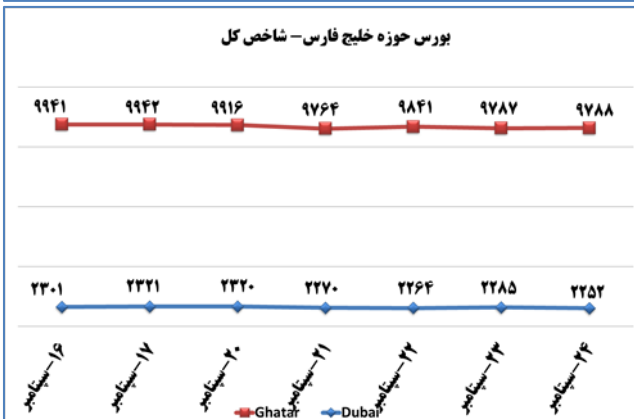 بورس حوزه خلیج فارس– شاخص کل
۹۹۴۱ ۹۹۴۲ ۹۹۱۶ ۹۷۶۴ ۹۸۴۱ ۹۷۸۷ ۹۷۸۸
۲۳۰۱ ۲۳۲۱ ۲۳۲۰ ۲۲۷۰ ۲۲۶۴ ۲۲۸۵ ۲۲۵۲
۱۶-سپتامبر ۱۷-سپتامبر ۲۰-سپتامبر ۲۱-سپتامبر ۲۲-سپتامبر ۲۳-سپتامبر ۲۴-سپتامبر
Ghatar Dubai